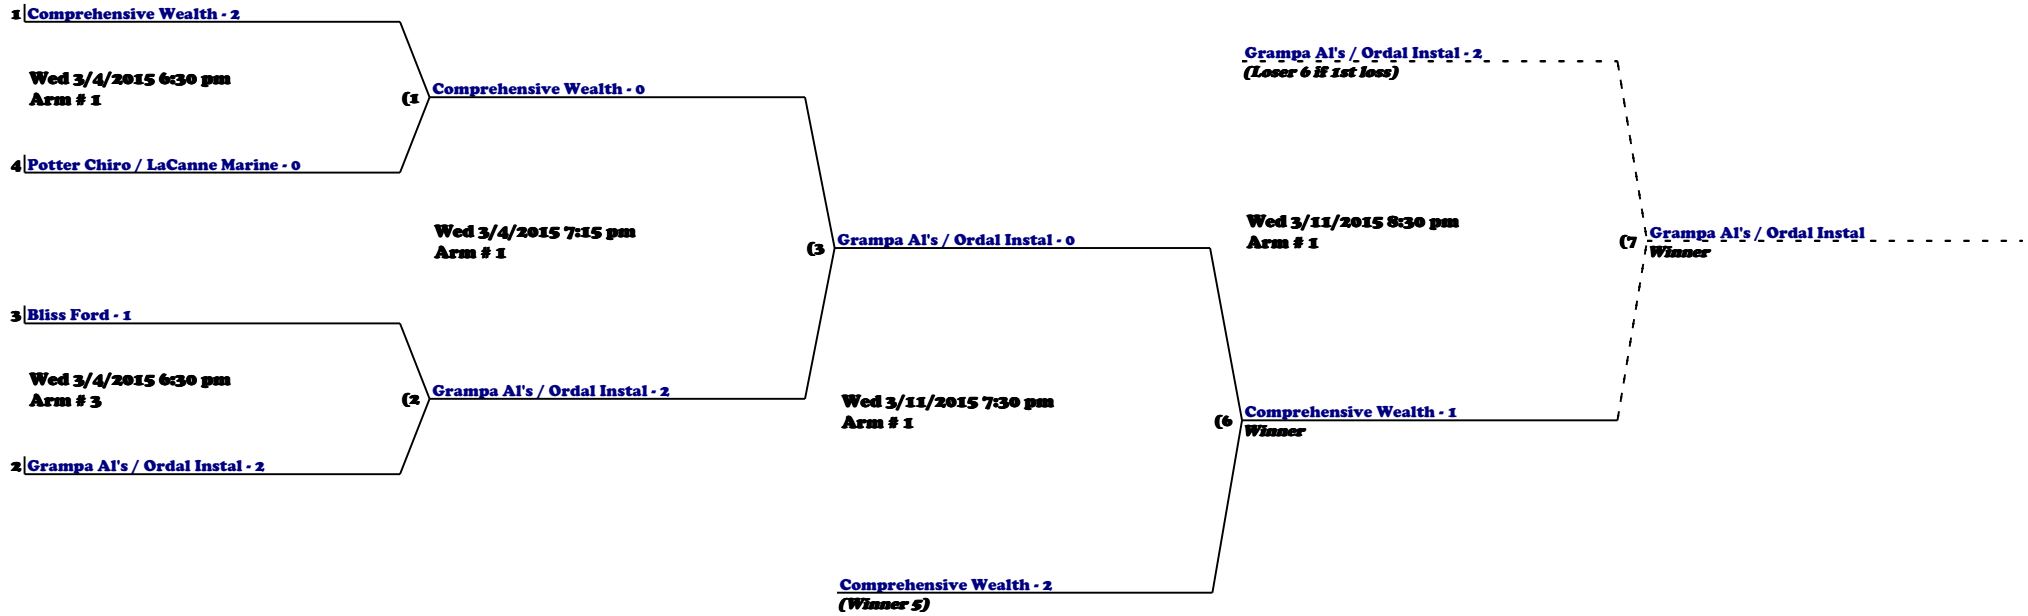 1 Comprehensive Wealth - 2
Wed 3/4/2015 6:30 pm
Arm # 1
(1
4 Potter Chiro / LaCanne Marine - 0
Comprehensive Wealth - 0
Wed 3/4/2015 7:15 pm
Arm # 1
(3
3 Bliss Ford - 1
Wed 3/4/2015 6:30 pm
Arm # 3
(2
2 Grampa Al's / Ordal Instal - 2
Grampa Al's / Ordal Instal - 2
Grampa Al's / Ordal Instal - 0
Wed 3/11/2015 7:30 pm
Arm # 1
(6
Comprehensive Wealth - 2
(Winner 5)
Grampa Al's / Ordal Instal - 2
(Loser 6 if 1st loss)
Wed 3/11/2015 8:30 pm
Arm # 1
(7
Comprehensive Wealth - 1
Winner
Grampa Al's / Ordal Instal
Winner